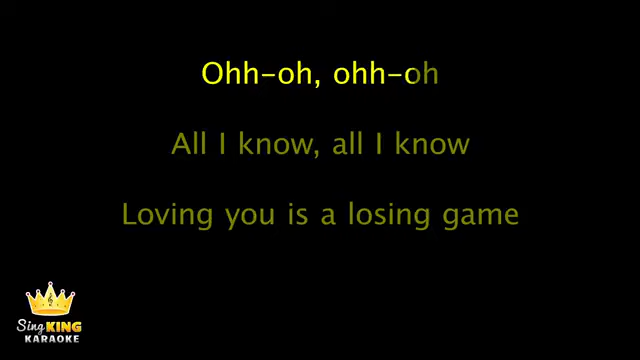 Ohh-oh, ohh-oh
All I know, all I know
Loving you is a losing game
Sing KING
KARAOKE